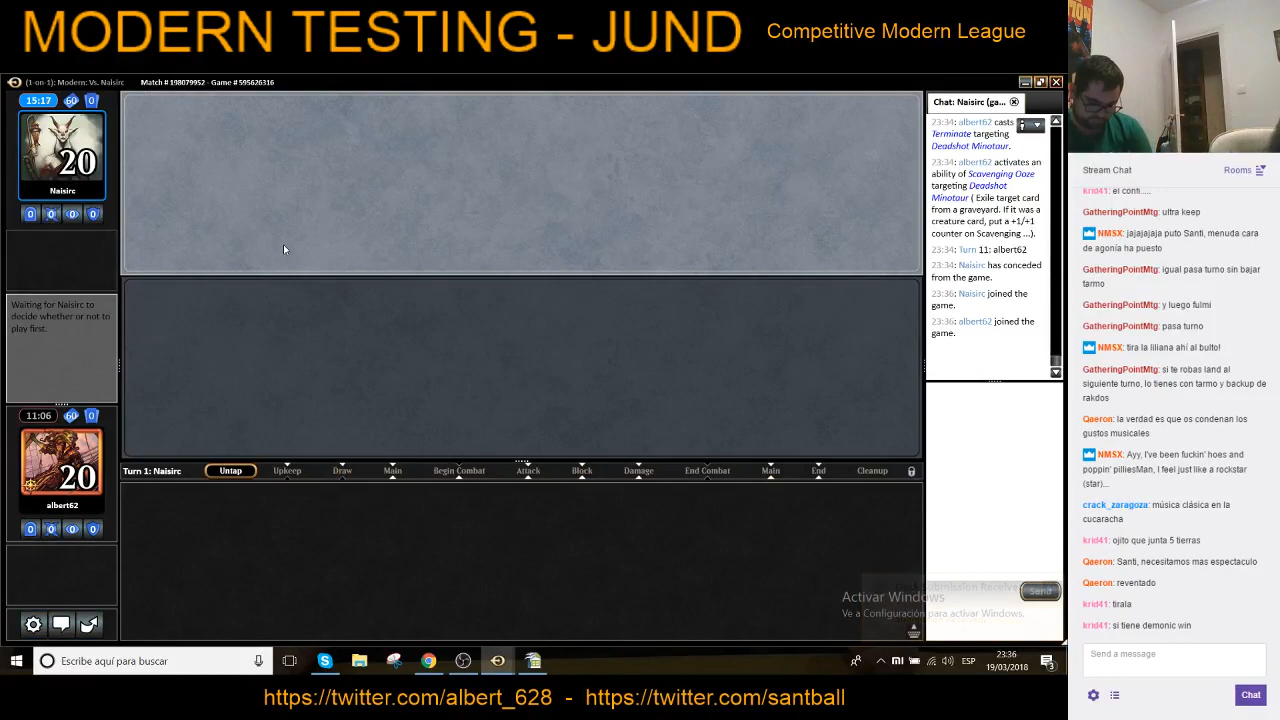 MODERN TESTING - JUND
Competitive Modern League
(1-on-1): Modern: Vs. Naisirc
Match # 198079952 - Game # 595626316
15:17
60
0
20
Naisirc
0
0
0
0
Waiting for Naisirc to
decide whether or not to
play first.
11:06
60
0
20
albert62
0
0
0
0
Turn 1: Naisirc
Untap
Upkeep
Draw
Main
Begin Combat
Attack
Block
Damage
End Combat
Main
End
Cleanup
Chat: Naisirc (ga...
23:34: albert62 casts
Terminate targeting
Deadshot Minotaur.
23:34: albert62 activates an
ability of Scavenging Ooze
targeting Deadshot
Minotaur ( Exile target card
from a graveyard. If it was a
creature card, put a +1/+1
counter on Scavenging ...).
23:34: Turn 11: albert62
23:34: Naisirc has conceded
from the game.
23:36: Naisirc joined the
game.
23:36: albert62 joined the
game.
Send
Activar Windows
Ve a Configuración para activar Windows.
Stream Chat
Rooms
krid41: el confi.....
GatheringPointMtg: ultra keep
NMSX: jajajajaja puto Santi, menuda cara
de agonía ha puesto
GatheringPointMtg: igual pasa turno sin bajar
tarmo
GatheringPointMtg: y luego fulmi
GatheringPointMtg: pasa turno
NMSX: tira la liliana ahí al bulto!
GatheringPointMtg: si te robas land al
siguiente turno, lo tienes con tarmo y backup de
rakdos
Qaeron: la verdad es que os condenan los
gustos musicales
NMSX: Ayy, I've been fuckin' hoes and
poppin' pilliesMan, I feel just like a rockstar
(star)...
crack_zaragoza: música clásica en la
cucaracha
krid41: ojito que junta 5 tierras
Qaeron: Santi, necesitamos mas espectaculo
Qaeron: reventado
krid41: tirala
krid41: si tiene demonic win
Send a message
Chat
Escribe aquí para buscar
ESP
23:36
19/03/2018
3
https://twitter.com/albert_628 - https://twitter.com/santball